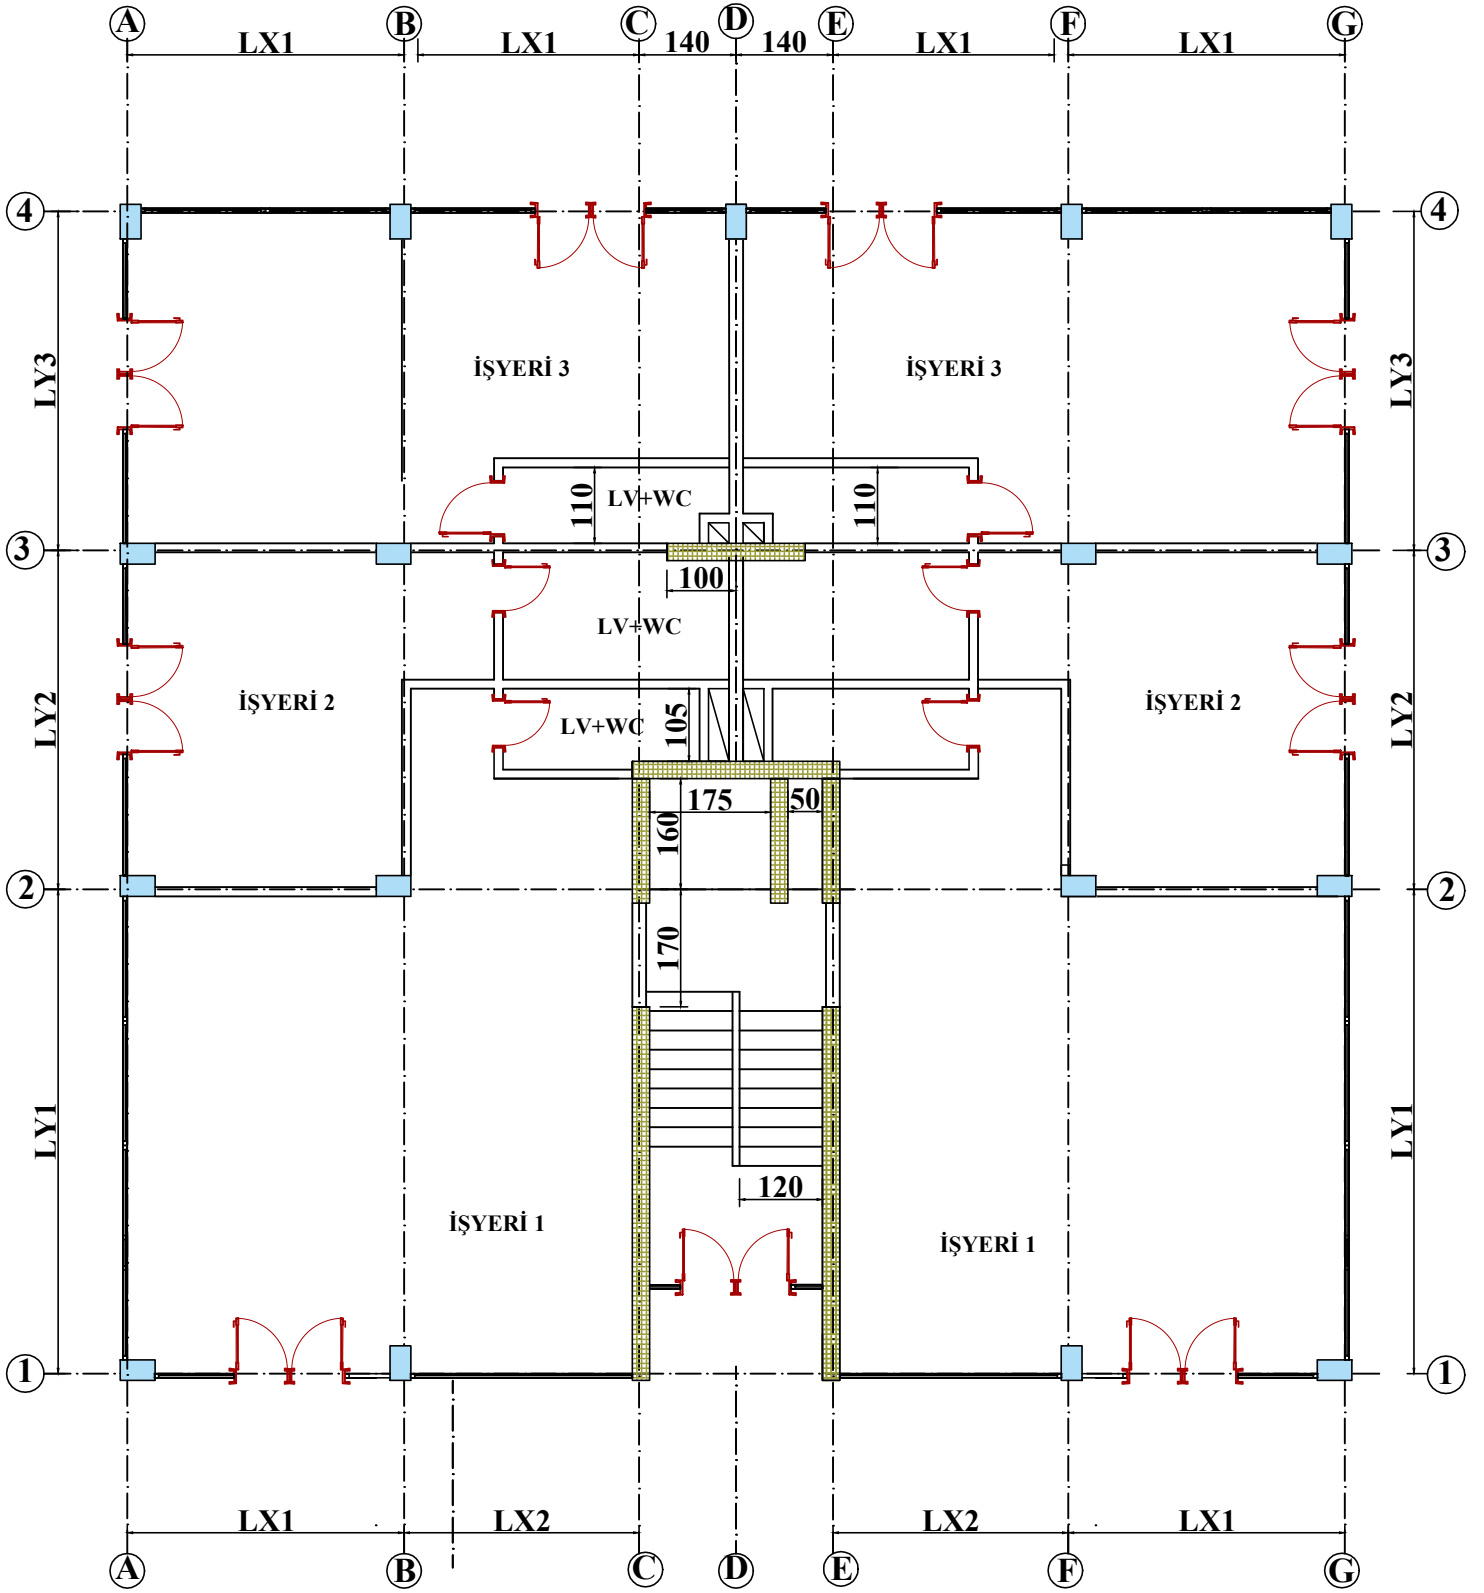 A B C D E F G
LX1 LX1 140 140 LX1 LX1
4 4
LY3 İŞYERİ 3 İŞYERİ 3 LY3
110 LV+WC 110
3 3
100
LV+WC
LY2 İŞYERİ 2 105 LV+WC İŞYERİ 2 LY2
175 50
160
2 2
170
LY1 LY1
120
İŞYERİ 1 İŞYERİ 1
1 1
LX1 LX2 LX2 LX1
A B C D E F G